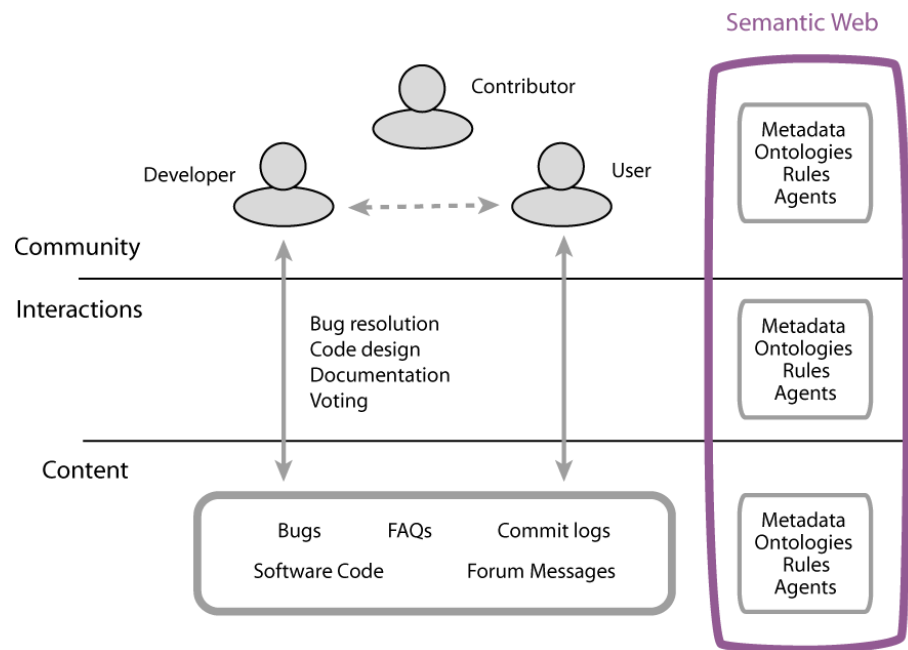 Semantic Web
Contributor
Developer
User
Community
Metadata
Ontologies
Rules
Agents
Interactions
Bug resolution
Code design
Documentation
Voting
Metadata
Ontologies
Rules
Agents
Content
Bugs FAQs Commit logs
Software Code Forum Messages
Metadata
Ontologies
Rules
Agents